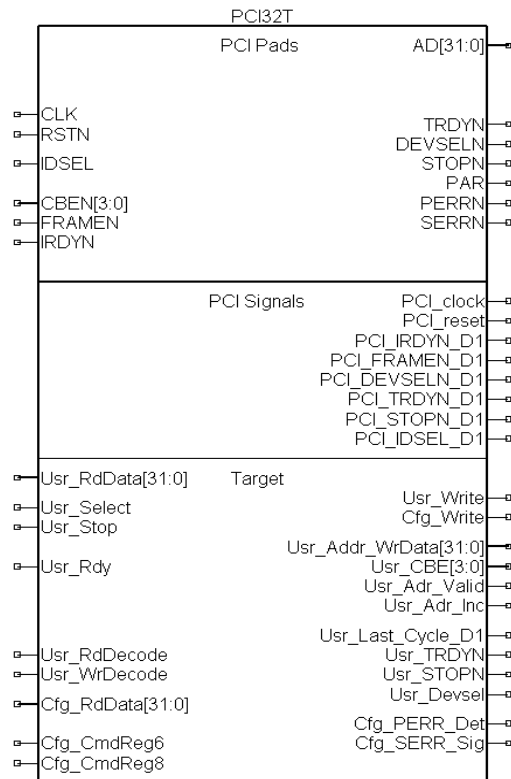 PCI32T
PCI Pads AD[31:0]
CLK
TRDYN
RSTN
DEVSELN
IDSEL STOPN
PAR
CBEN[3:0] PERRN
FRAMEN SERRN
IRDYN
PCI Signals PCI_clock
PCI_reset
PCI_IRDYN_D1
PCI_FRAMEN_D1
PCI_DEVSELN_D1
PCI_TRDYN_D1
PCI_STOPN_D1
PCI_IDSEL_D1
Usr_RdData[31:0] Target
Usr_Write
Usr_Select
Cfg_Write
Usr_Stop
Usr_Addr_WrData[31:0]
Usr_Rdy Usr_CBE[3:0]
Usr_Adr_Valid
Usr_Adr_Inc
Usr_Last_Cycle_D1
Usr_RdDecode Usr_TRDYN
Usr_WrDecode Usr_STOPN
Usr_Devsel
Cfg_RdData[31:0]
Cfg_PERR_Det
Cfg_CmdReg6 Cfg_SERR_Sig
Cfg_CmdReg8